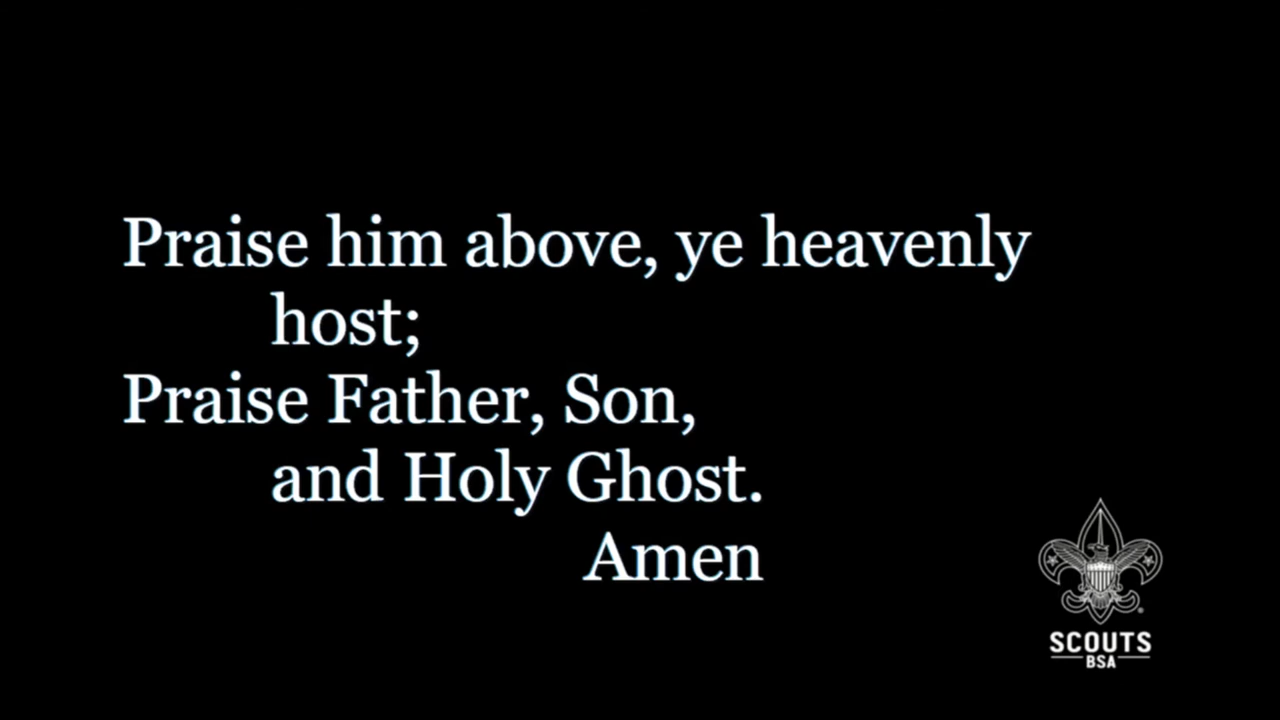 Praise him above, ye heavenly
host;
Praise Father, Son,
and Holy Ghost.
Amen
SCOUTS
BSA